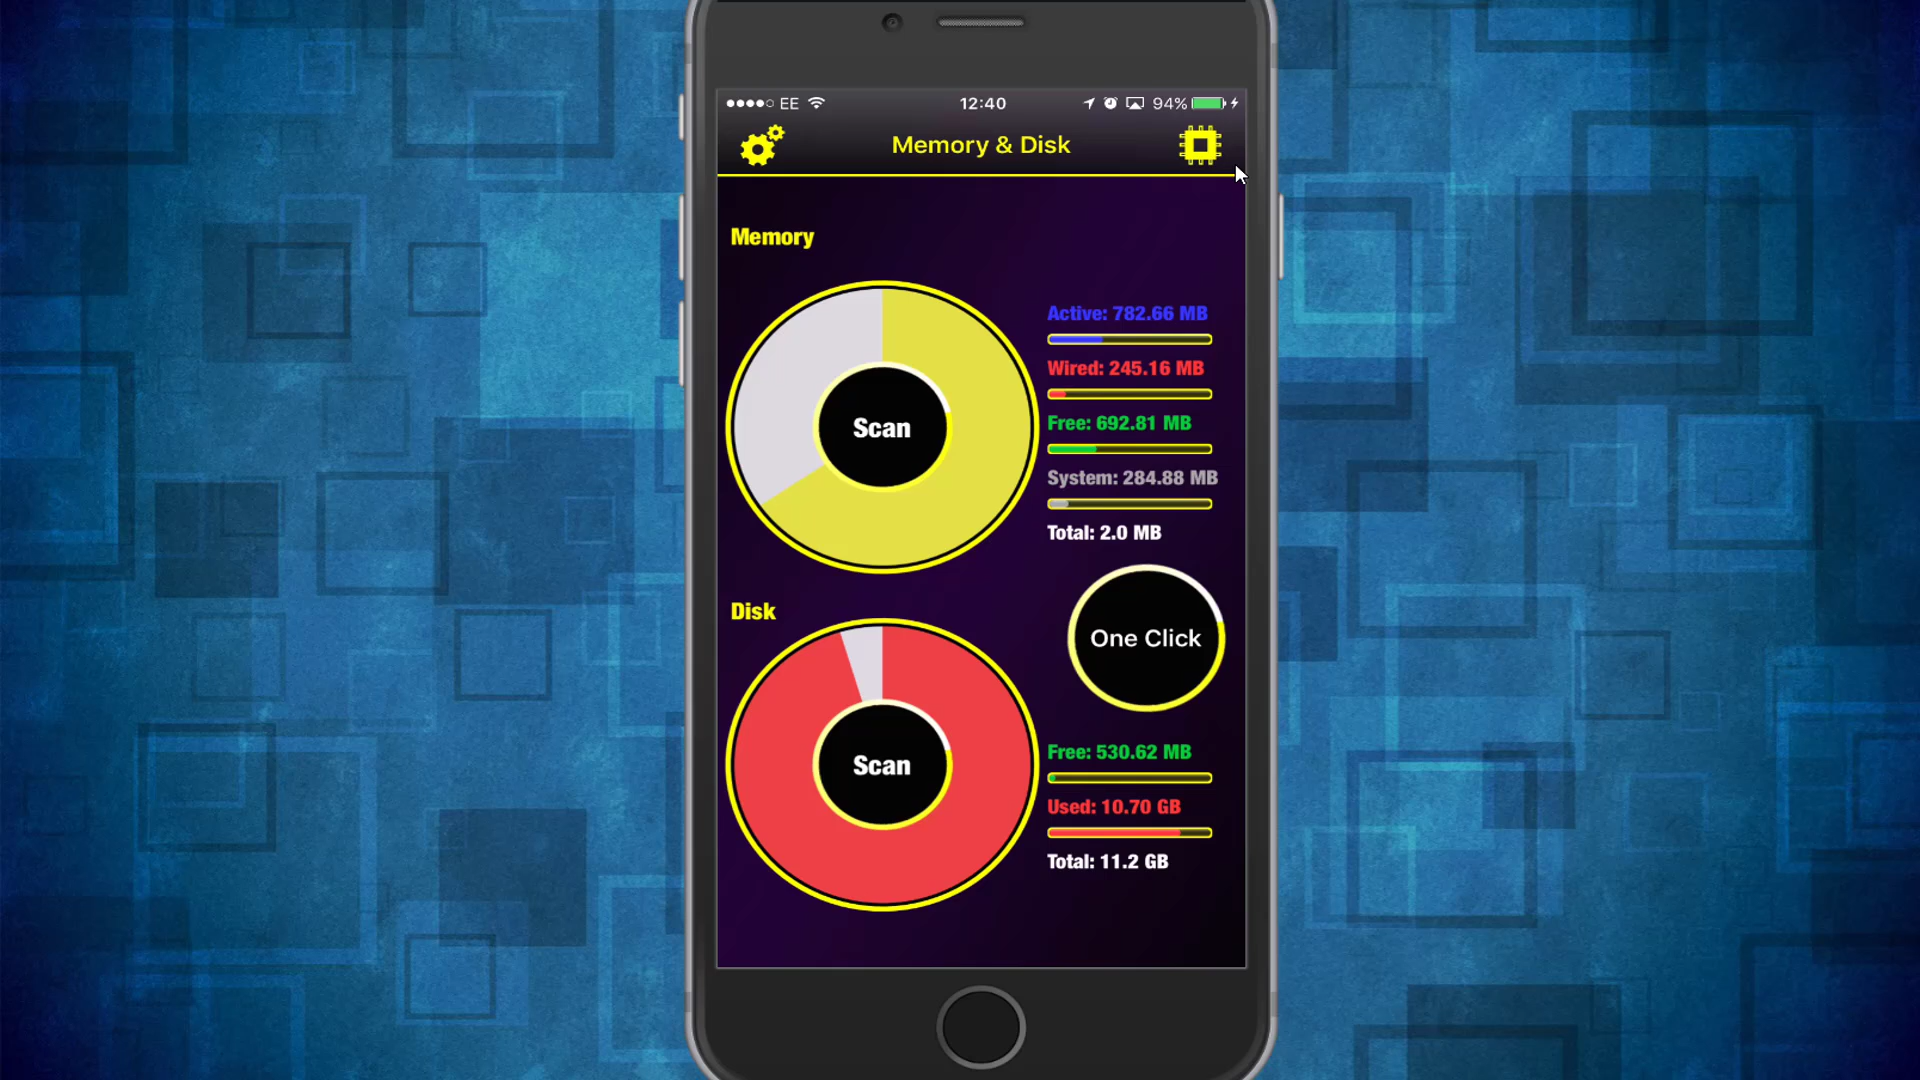 EE 12:40 94%
Memory & Disk
Memory
Scan
Active: 782.66 MB
Wired: 245.16 MB
Free: 692.81 MB
System: 284.88 MB
Total: 2.0 MB
One Click
Disk
Scan
Free: 530.62 MB
Used: 10.70 GB
Total: 11.2 GB